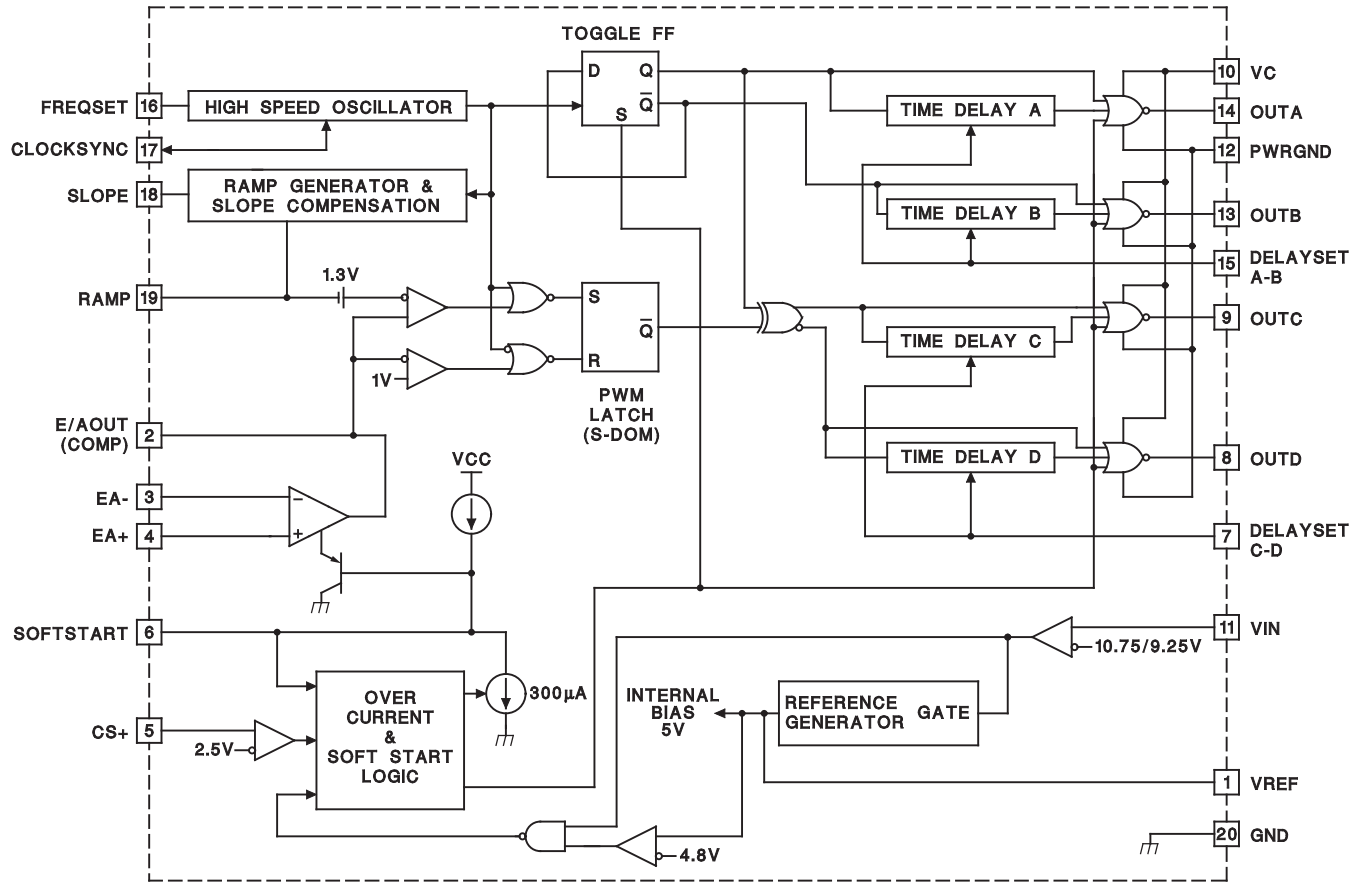 TOGGLE FF
D
Q
Q
S
FREQSET 16
HIGH SPEED OSCILLATOR
CLOCKSYNC 17
SLOPE 18
RAMP GENERATOR &
SLOPE COMPENSATION
TIME DELAY A
10 VC
14 OUTA
12 PWRGND
TIME DELAY B
13 OUTB
15 DELAYSET
A-B
RAMP 19
1.3V
S
Q
R
1V
PWM
LATCH
(S-DOM)
TIME DELAY C
9 OUTC
E/AOUT
(COMP)
2
TIME DELAY D
8 OUTD
VCC
EA- 3
−
EA+ 4
+
7 DELAYSET
C-D
SOFTSTART 6
11 VIN
10.75/9.25V
300µA
OVER
CURRENT
&
SOFT START
LOGIC
CS+ 5
2.5V
INTERNAL
BIAS
5V
REFERENCE
GENERATOR
GATE
1 VREF
4.8V
20 GND